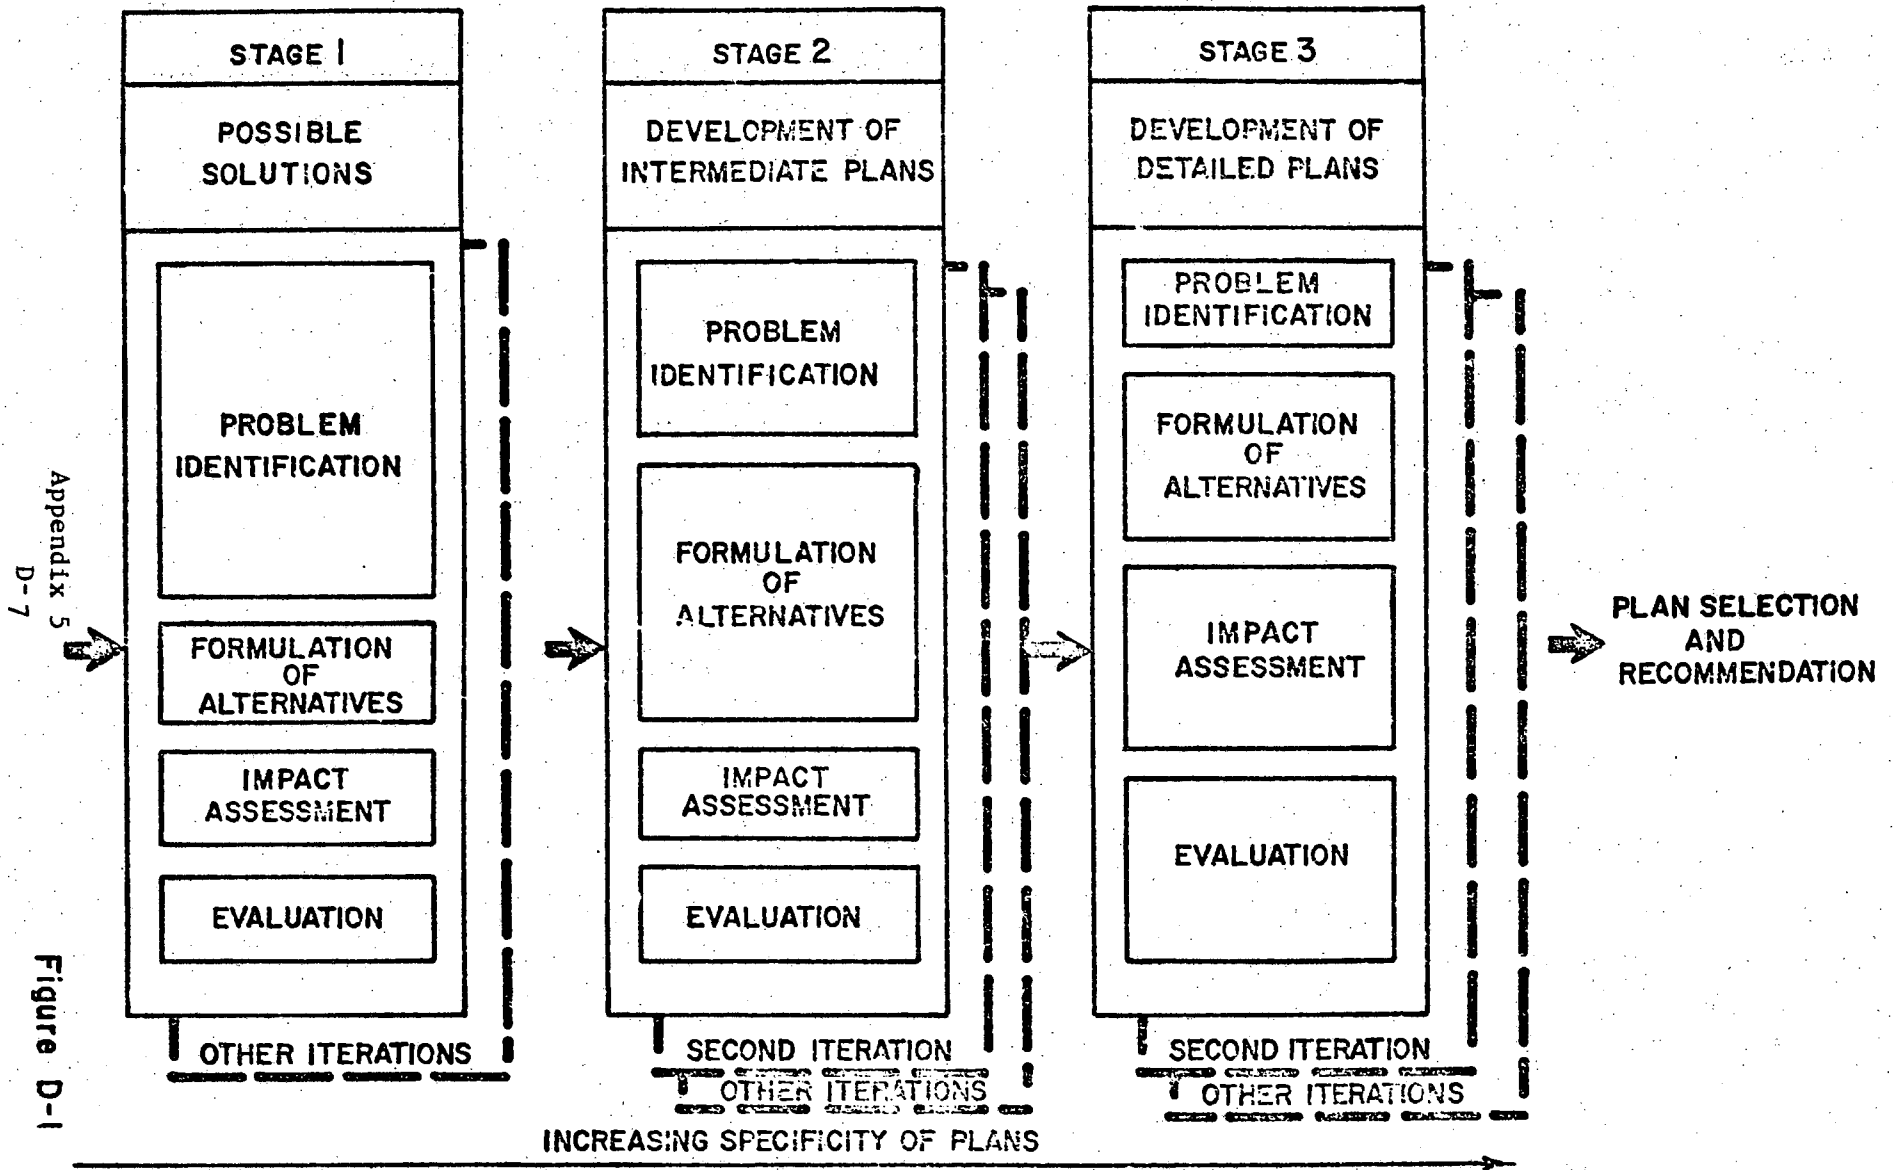 STAGE 1
POSSIBLE
SOLUTIONS
PROBLEM
IDENTIFICATION
FORMULATION
OF
ALTERNATIVES
IMPACT
ASSESSMENT
EVALUATION
OTHER ITERATIONS
STAGE 2
DEVELOPMENT OF
INTERMEDIATE PLANS
PROBLEM
IDENTIFICATION
FORMULATION
OF
ALTERNATIVES
IMPACT
ASSESSMENT
EVALUATION
SECOND ITERATION
OTHER ITERATIONS
STAGE 3
DEVELOPMENT OF
DETAILED PLANS
PROBLEM
IDENTIFICATION
FORMULATION
OF
ALTERNATIVES
IMPACT
ASSESSMENT
EVALUATION
SECOND ITERATION
OTHER ITERATIONS
PLAN SELECTION
AND
RECOMMENDATION
INCREASING SPECIFICITY OF PLANS
Appendix 5
D-7
Figure D-1